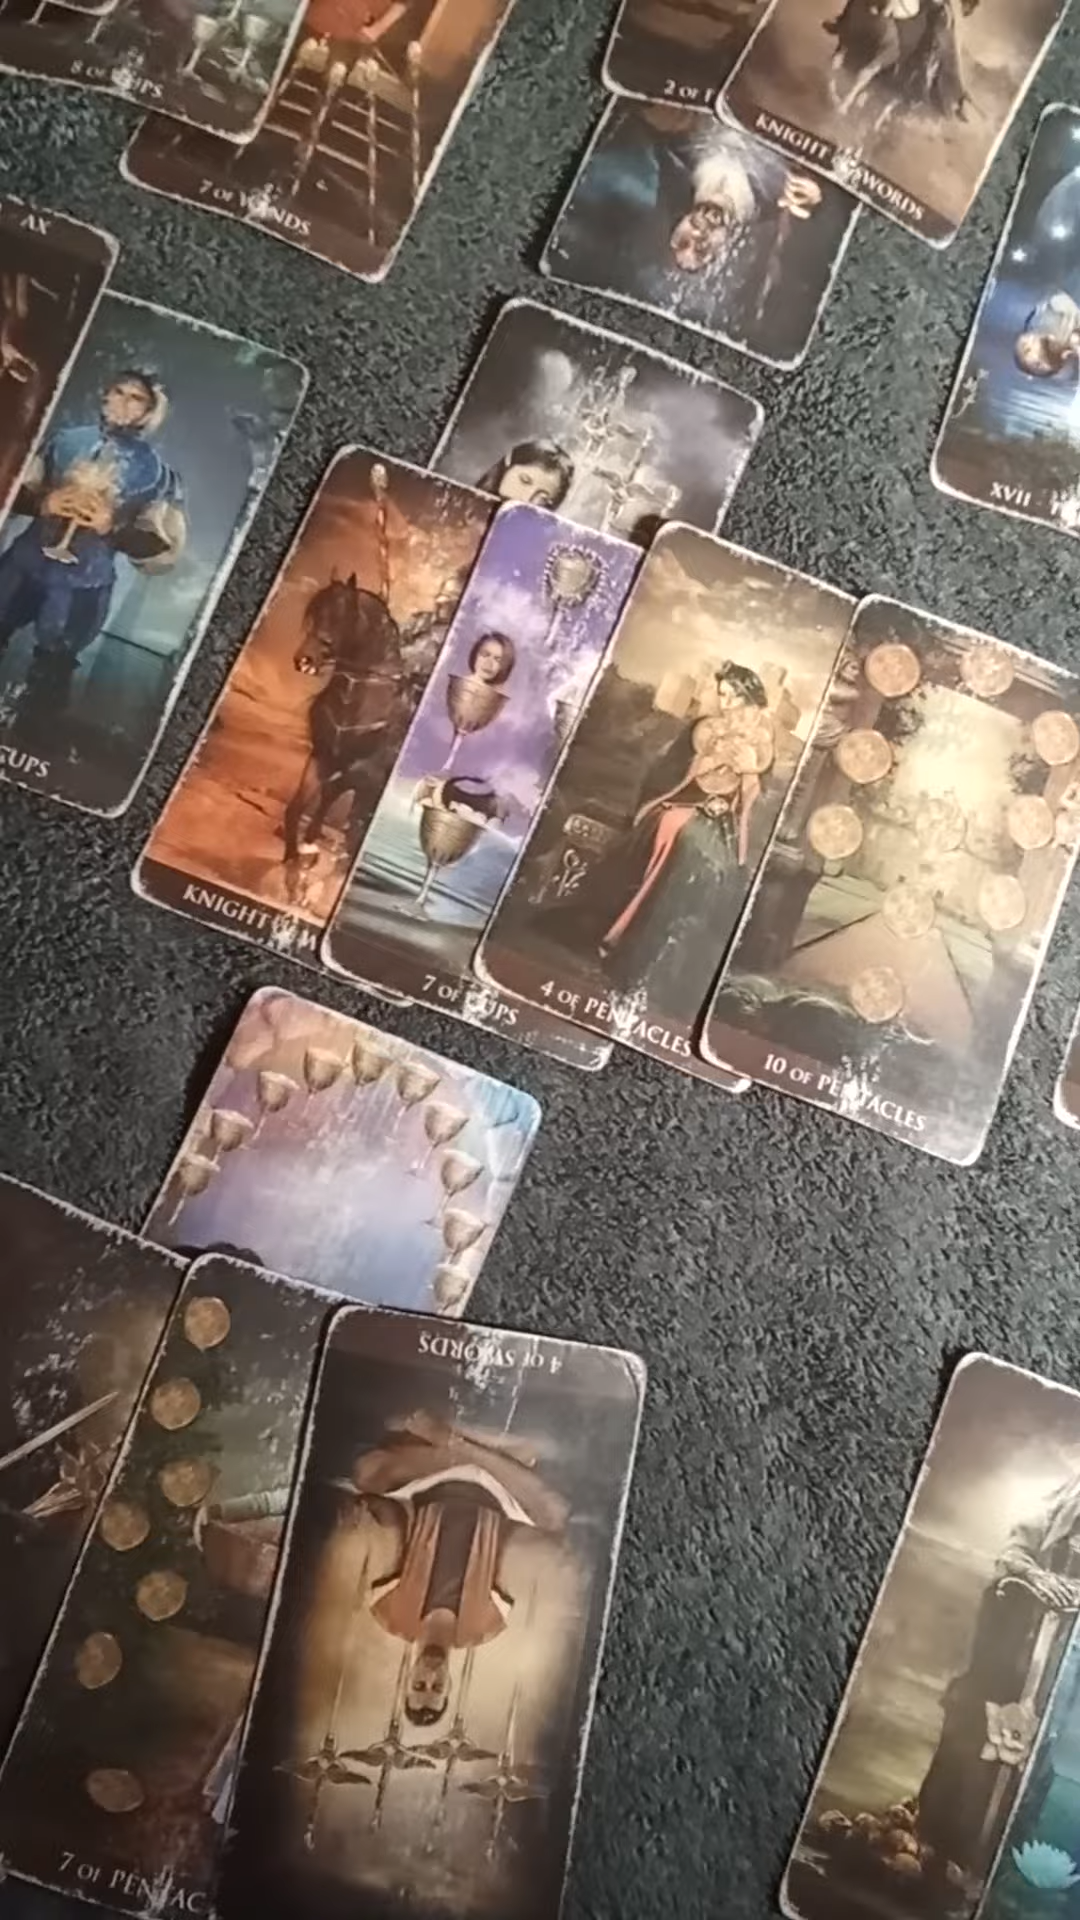 8 OF CUPS
7 OF WANDS
2 OF
KNIGHT SWORDS
XV
CUPS
XVII
KNIGHT
7 OF CUPS
4 OF PENTACLES
10 OF PENTACLES
4 OF SWORDS
7 OF PENTAC